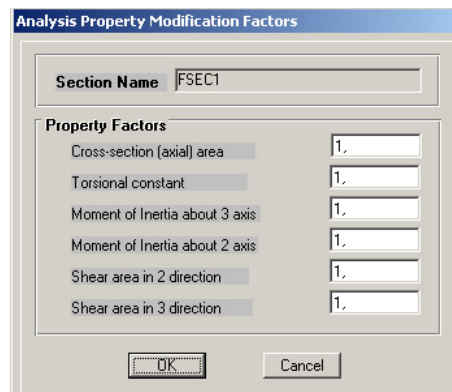 Analysis Property Modification Factors
Section Name FSEC1
Property Factors
Cross-section (axial) area 1,
Torsional constant 1,
Moment of Inertia about 3 axis 1,
Moment of Inertia about 2 axis 1,
Shear area in 2 direction 1,
Shear area in 3 direction 1,
OK Cancel